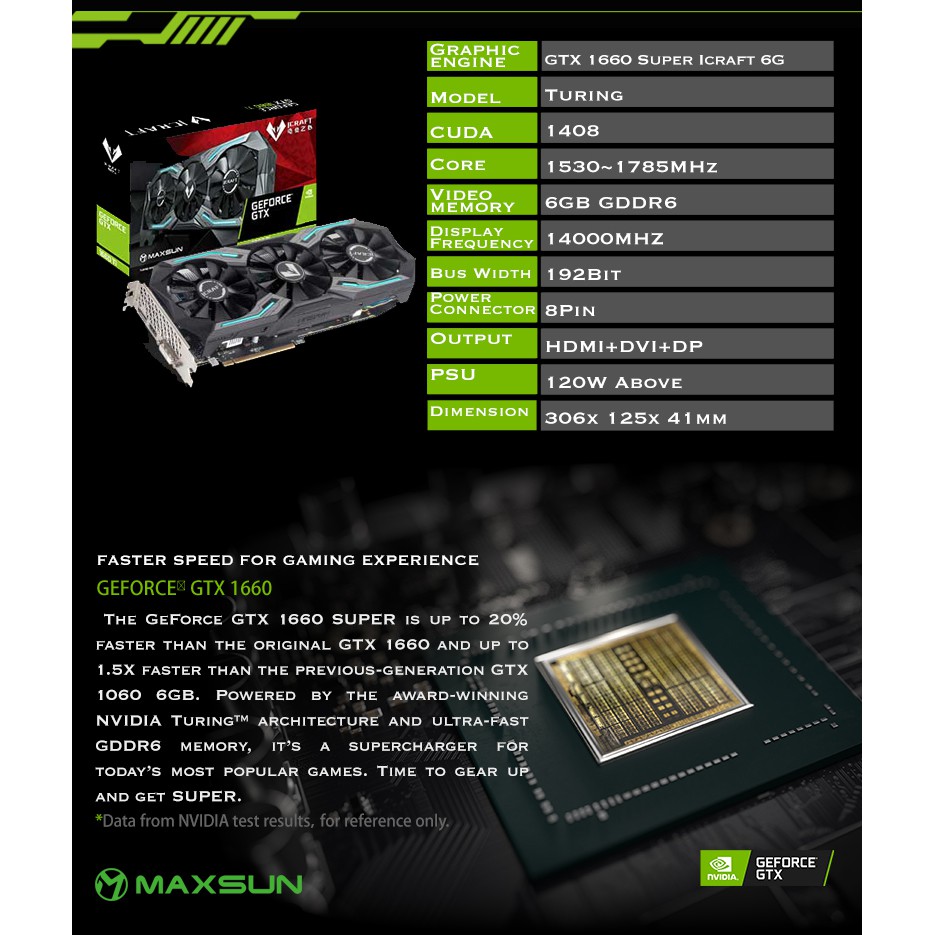 GRAPHIC ENGINE GTX 1660 SUPER ICRAFT 6G
MODEL TURING
CUDA 1408
CORE 1530~1785MHZ
VIDEO MEMORY 6GB GDDR6
DISPLAY FREQUENCY 14000MHZ
BUS WIDTH 192BIT
POWER CONNECTOR 8PIN
OUTPUT HDMI+DVI+DP
PSU 120W ABOVE
DIMENSION 306X 125X 41MM
ICRAFT
ICRAFT
GEFORCE
GTX
GEFORCE
GTX
MAXSUN
FASTER SPEED FOR GAMING EXPERIENCE
GEFORCE GTX 1660
THE GEFORCE GTX 1660 SUPER IS UP TO 20%
FASTER THAN THE ORIGINAL GTX 1660 AND UP TO
1.5X FASTER THAN THE PREVIOUS-GENERATION GTX
1060 6GB. POWERED BY THE AWARD-WINNING
NVIDIA TURING™ ARCHITECTURE AND ULTRA-FAST
GDDR6 MEMORY, IT'S A SUPERCHARGER FOR
TODAY'S MOST POPULAR GAMES. TIME TO GEAR UP
AND GET SUPER.
*Data from NVIDIA test results, for reference only.
MAXSUN
NVIDIA.
GEFORCE
GTX